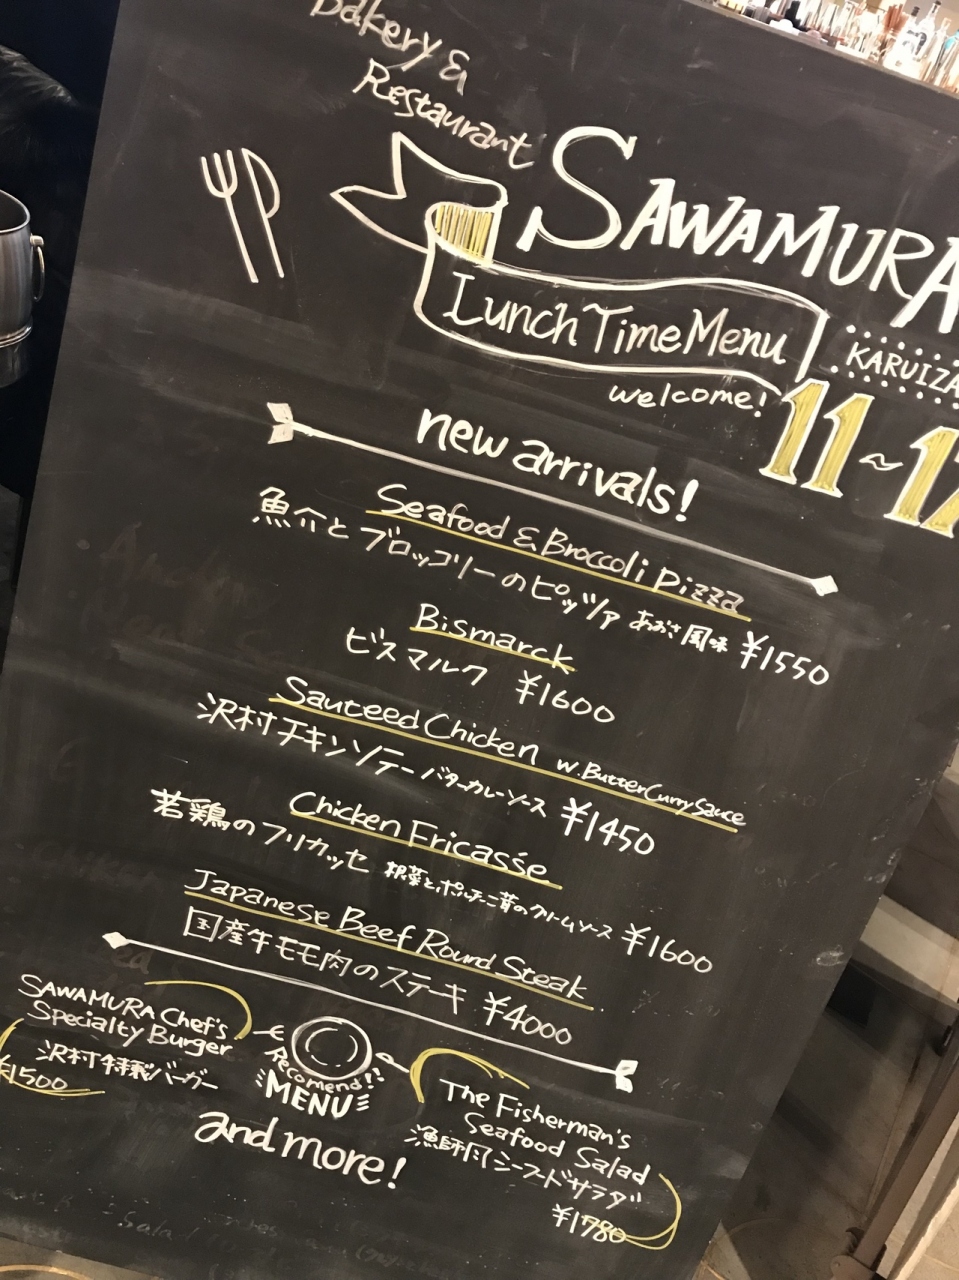 Bakery &
Restaurant
SAWAMURA
Lunch Time Menu
KARUIZA
welcome!
11~17
new arrivals!
Seafood & Broccoli Pizza
魚介とブロッコリーのピッツァ あおさ風味 ¥1550
Bismarck
ビスマルク ¥1600
Sauteed Chicken w.Butter Curry Sauce
沢村チキンソテー バターカレーソース ¥1450
Chicken Fricasse
若鶏のフリカッセ 根菜とポルチーニ茸のクリームソース ¥1600
Japanese Beef Round Steak
国産牛モモ肉のステーキ ¥4000
SAWAMURA Chef's
Specialty Burger
沢村特製バーガー
¥1500
Recomend!!
MENU
The Fisherman's
Seafood Salad
漁師風シーフードサラダ
¥1780
and more!